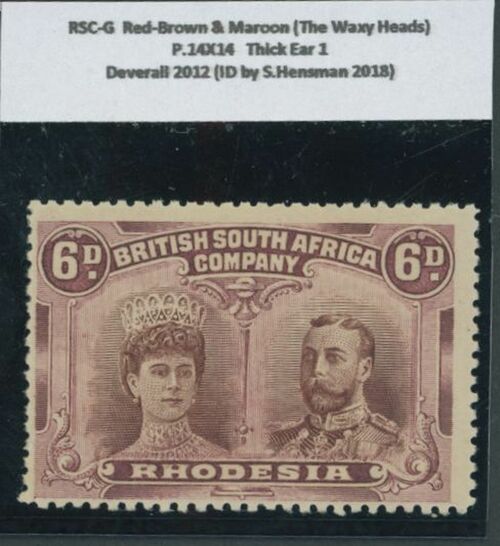 RSC-G Red-Brown & Maroon (The Waxy Heads)
P.14X14 Thick Ear 1
Deverall 2012 (ID by S.Hensman 2018)
6D. BRITISH SOUTH AFRICA 6D.
COMPANY
RHODESIA